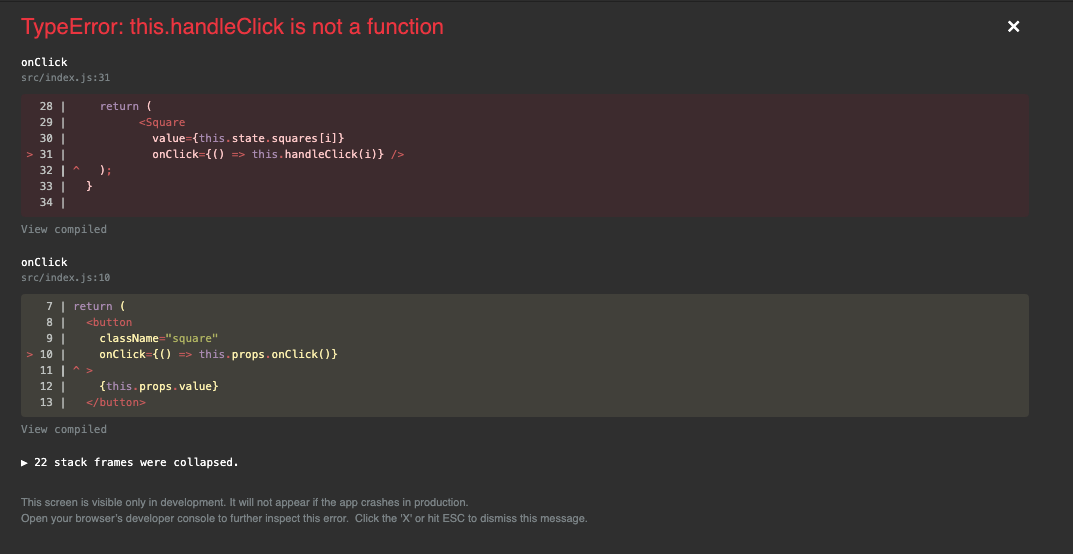 TypeError: this.handleClick is not a function
×
onClick
src/index.js:31
  28 |     return (
  29 |           <Square
  30 |             value={this.state.squares[i]}
> 31 |             onClick={() => this.handleClick(i)} />
  32 | ^   );
  33 |   }
  34 |
View compiled
onClick
src/index.js:10
   7 | return (
   8 |   <button
   9 |     className="square"
> 10 |     onClick={() => this.props.onClick()}
  11 | ^ >
  12 |     {this.props.value}
  13 |   </button>
View compiled
▶ 22 stack frames were collapsed.
This screen is visible only in development. It will not appear if the app crashes in production.
Open your browser's developer console to further inspect this error. Click the 'X' or hit ESC to dismiss this message.